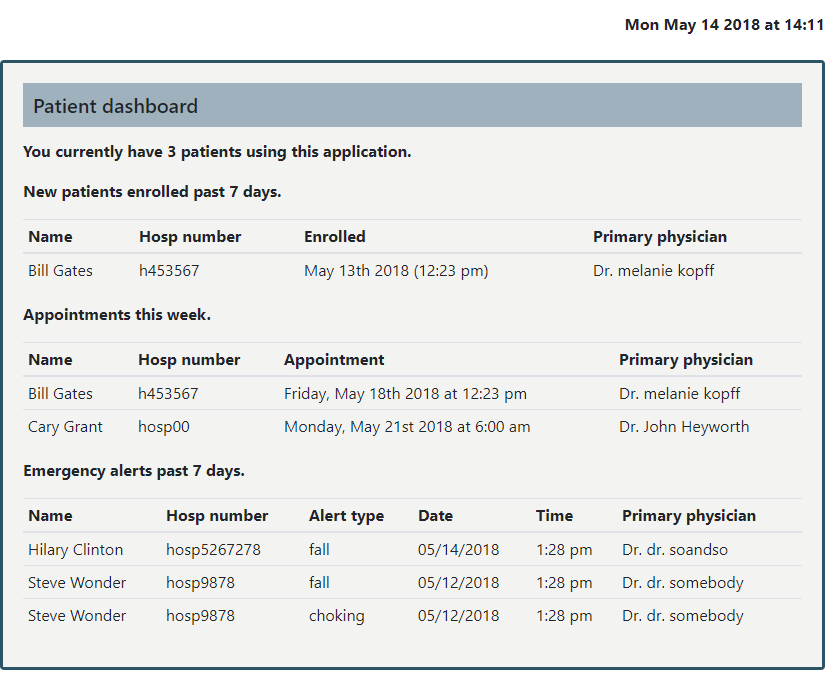 Mon May 14 2018 at 14:11
Patient dashboard
You currently have 3 patients using this application.
New patients enrolled past 7 days.
Name Hosp number Enrolled Primary physician
Bill Gates h453567 May 13th 2018 (12:23 pm) Dr. melanie kopff
Appointments this week.
Name Hosp number Appointment Primary physician
Bill Gates h453567 Friday, May 18th 2018 at 12:23 pm Dr. melanie kopff
Cary Grant hosp00 Monday, May 21st 2018 at 6:00 am Dr. John Heyworth
Emergency alerts past 7 days.
Name Hosp number Alert type Date Time Primary physician
Hilary Clinton hosp5267278 fall 05/14/2018 1:28 pm Dr. dr. soandso
Steve Wonder hosp9878 fall 05/12/2018 1:28 pm Dr. dr. somebody
Steve Wonder hosp9878 choking 05/12/2018 1:28 pm Dr. dr. somebody